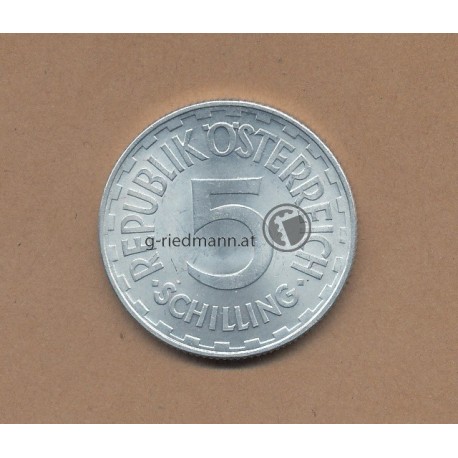 REPUBLIK ÖSTERREICH
5
g-riedmann.at
· SCHILLING ·